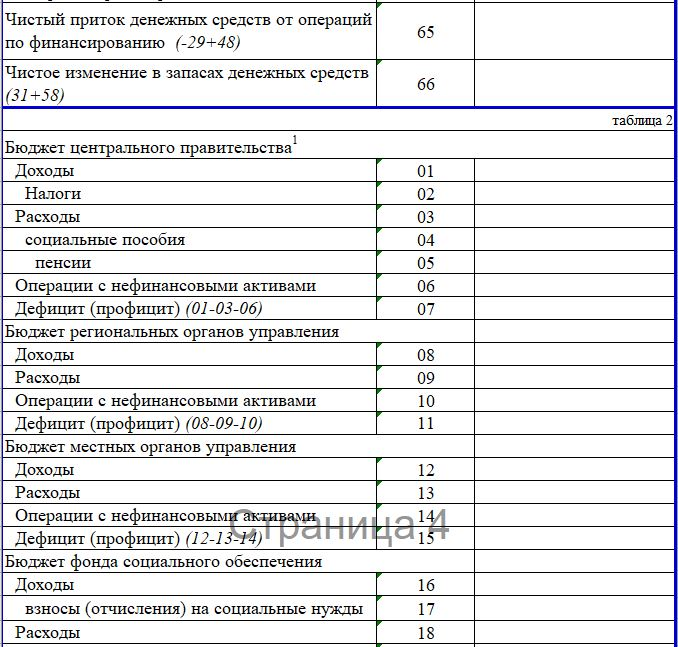 Чистый приток денежных средств от операций
по финансированию (-29+48) 65
Чистое изменение в запасах денежных средств
(31+58) 66
таблица 2
Бюджет центрального правительства1
Доходы 01
Налоги 02
Расходы 03
социальные пособия 04
пенсии 05
Операции с нефинансовыми активами 06
Дефицит (профицит) (01-03-06) 07
Бюджет региональных органов управления
Доходы 08
Расходы 09
Операции с нефинансовыми активами 10
Дефицит (профицит) (08-09-10) 11
Бюджет местных органов управления
Доходы 12
Расходы 13
Операции с нефинансовыми активами 14
Страница 4
Дефицит (профицит) (12-13-14) 15
Бюджет фонда социального обеспечения
Доходы 16
взносы (отчисления) на социальные нужды 17
Расходы 18